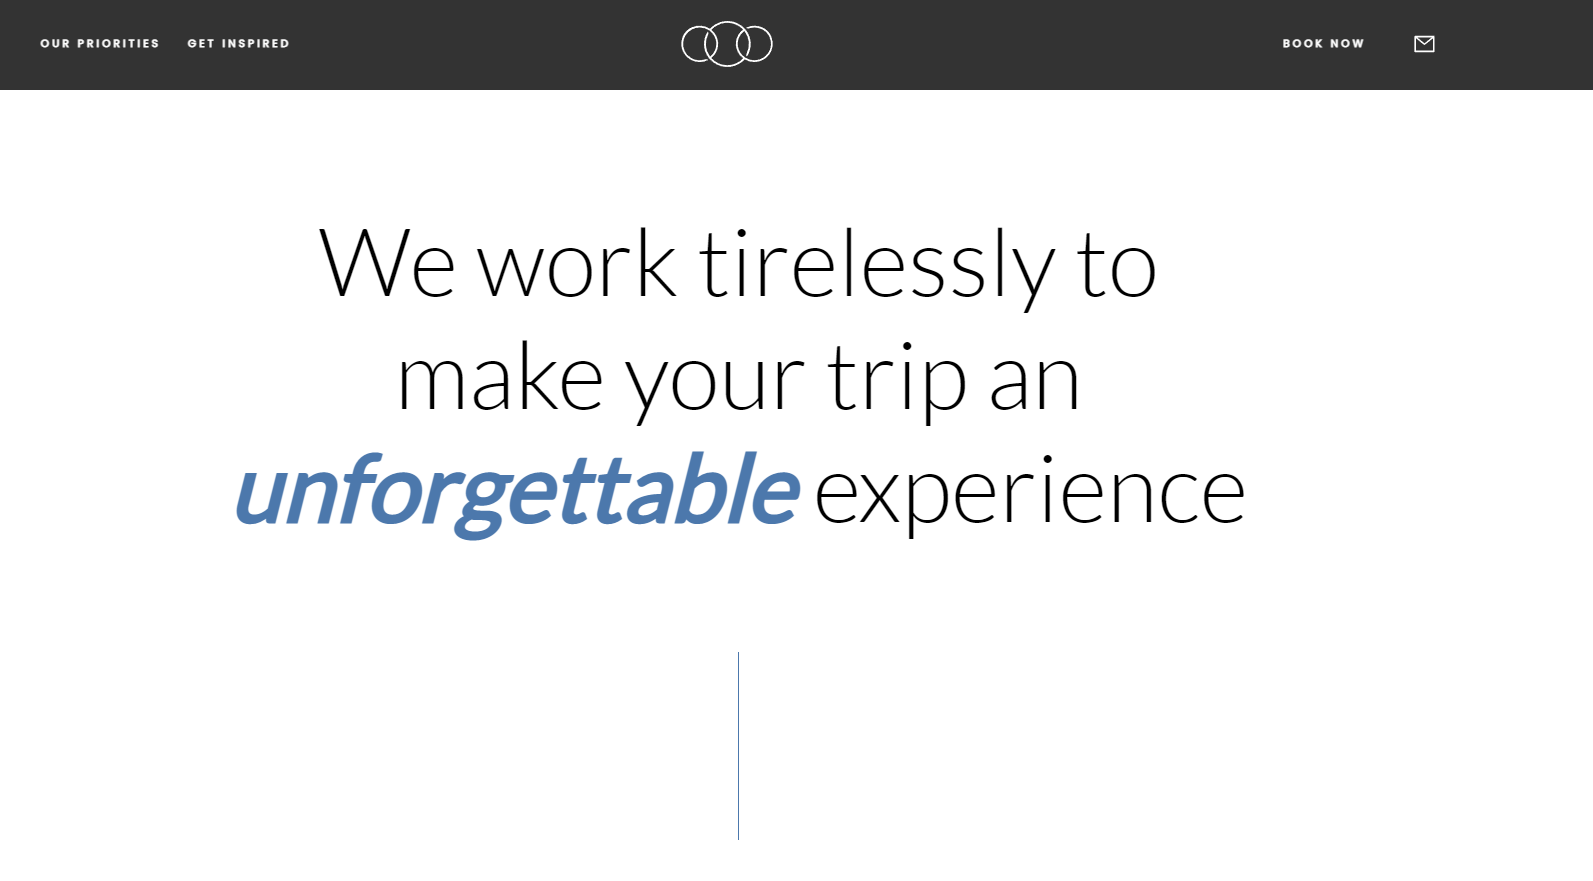 OUR PRIORITIES GET INSPIRED BOOK NOW
We work tirelessly to
make your trip an
unforgettable experience